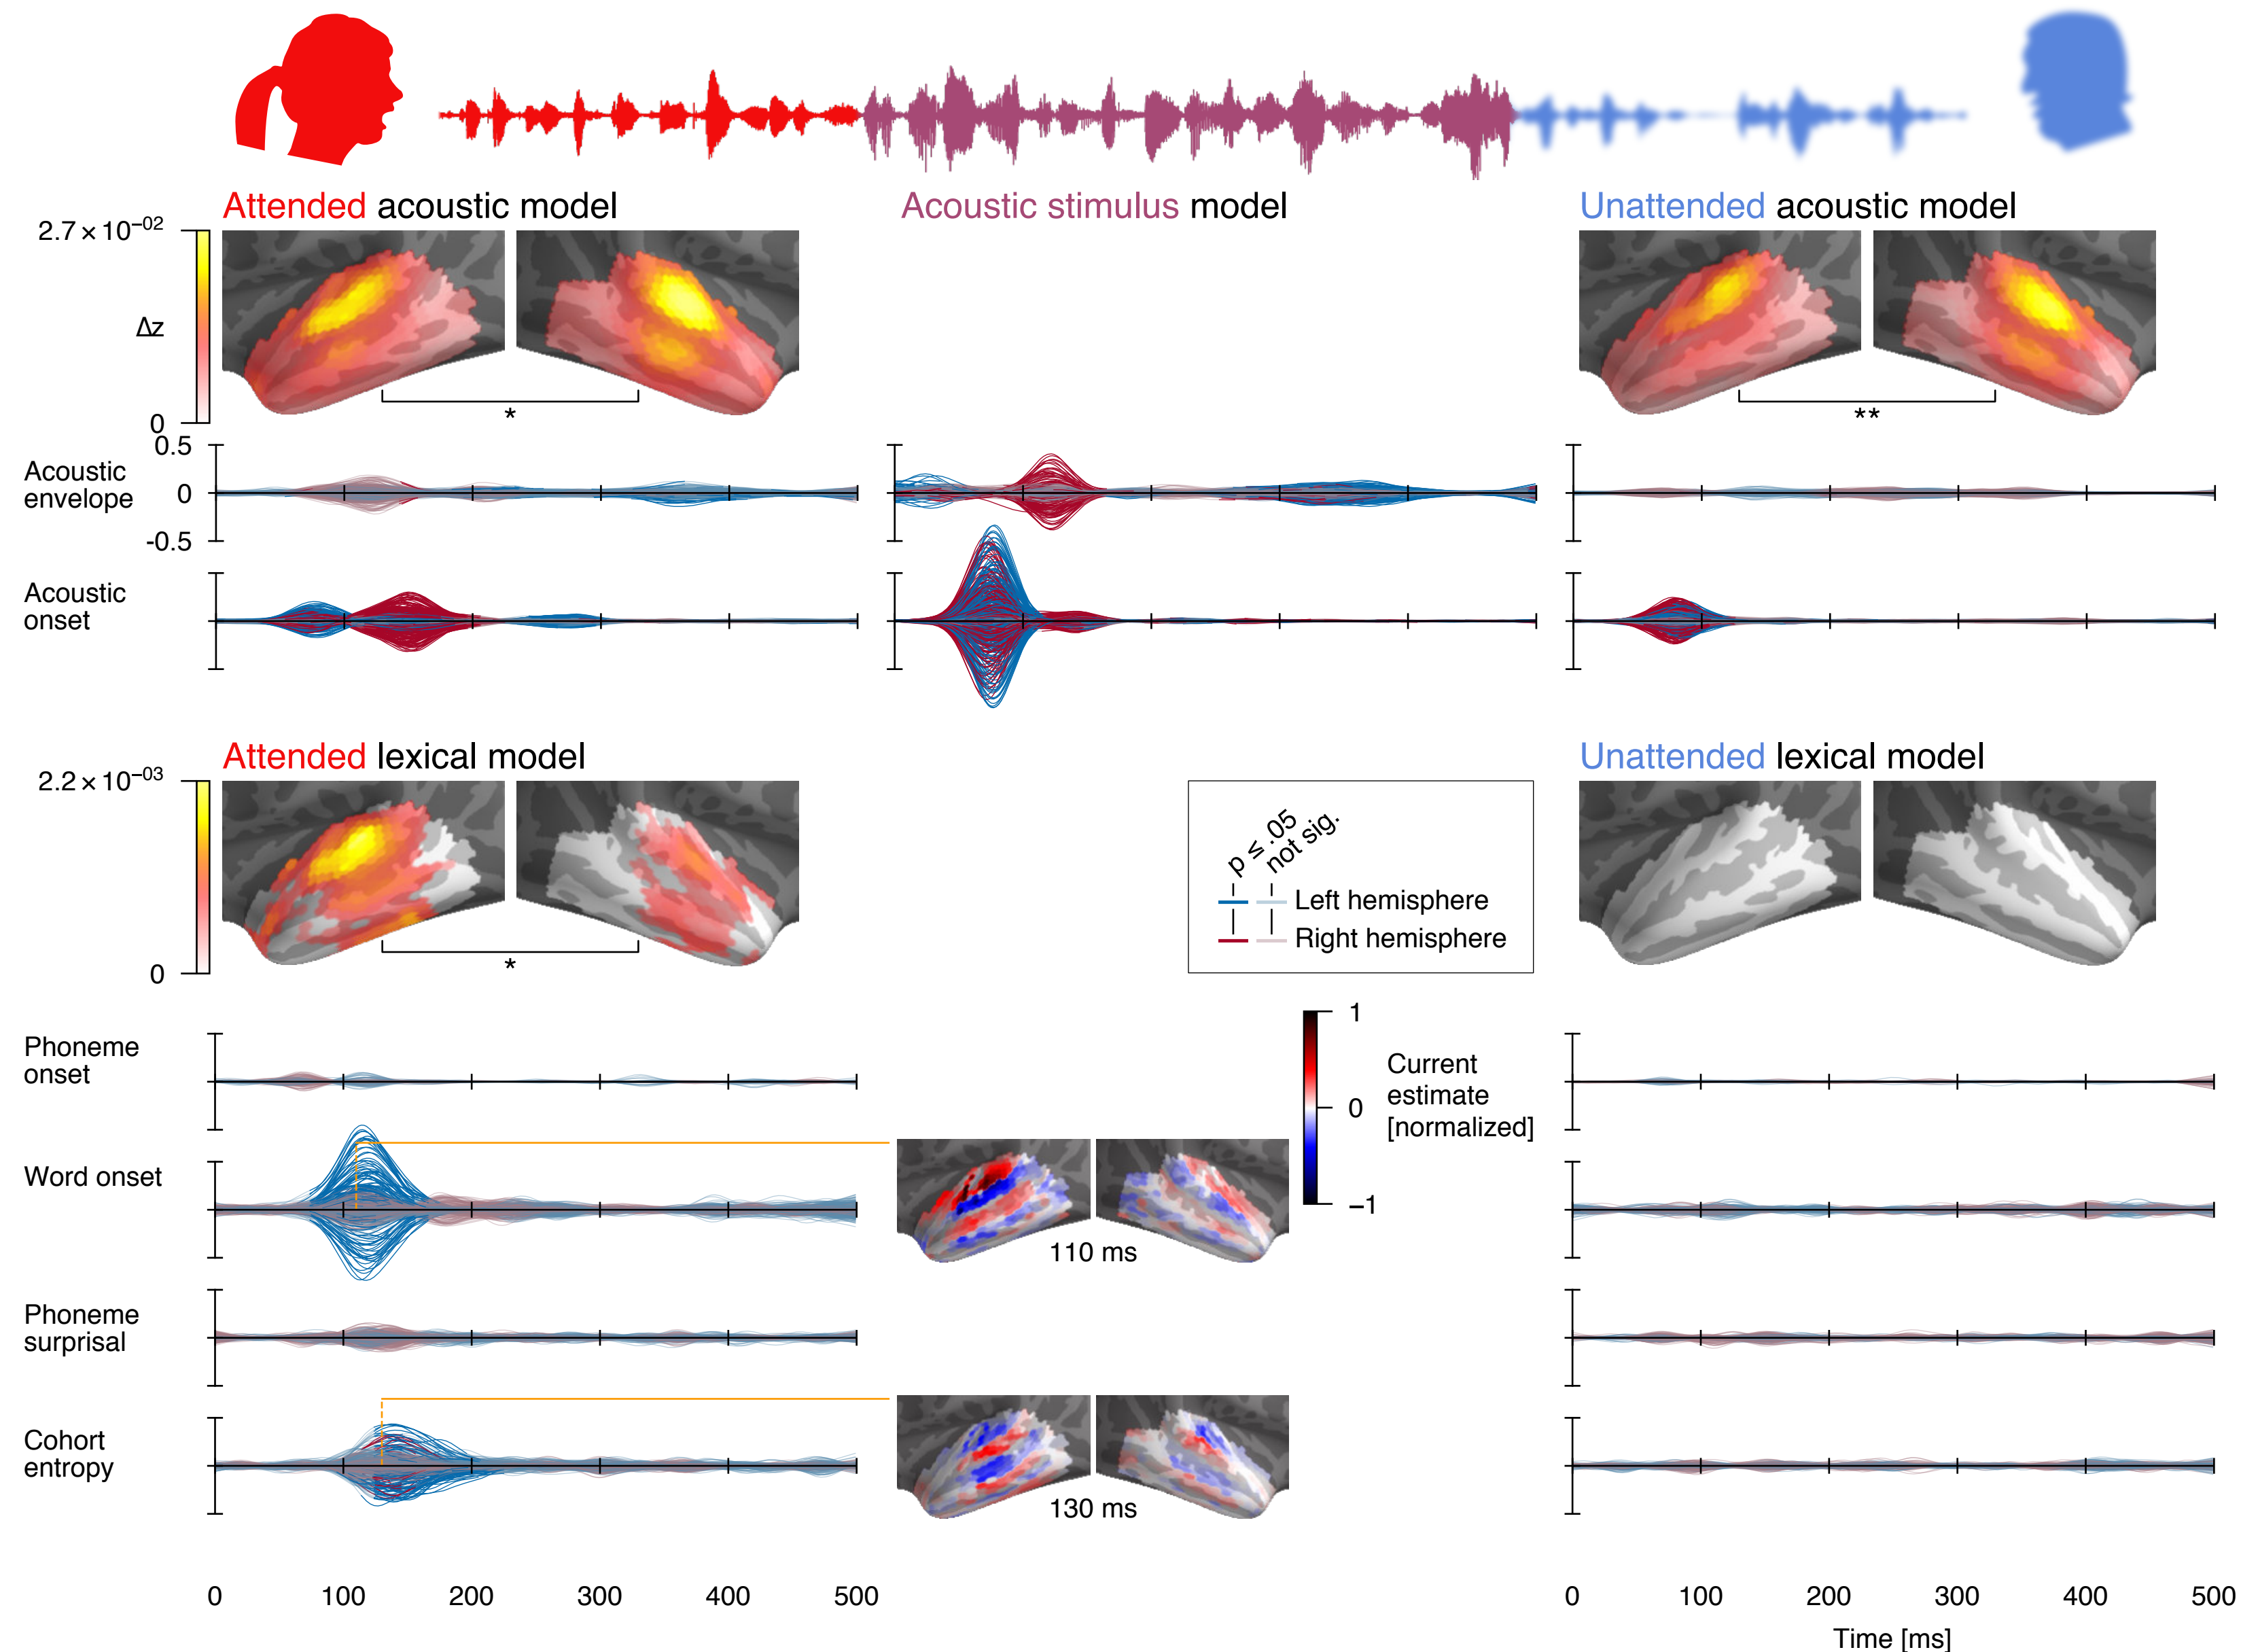 Attended acoustic model
Acoustic stimulus model
Unattended acoustic model
2.7×10⁻⁰²
Δz
0
*
**
Acoustic
envelope
0.5
0
-0.5
Acoustic
onset
Attended lexical model
Unattended lexical model
2.2×10⁻⁰³
0
*
p ≤ .05
not sig.
Left hemisphere
Right hemisphere
Phoneme
onset
1
0
−1
Current
estimate
[normalized]
Word onset
110 ms
Phoneme
surprisal
Cohort
entropy
130 ms
0 100 200 300 400 500
0 100 200 300 400 500
Time [ms]